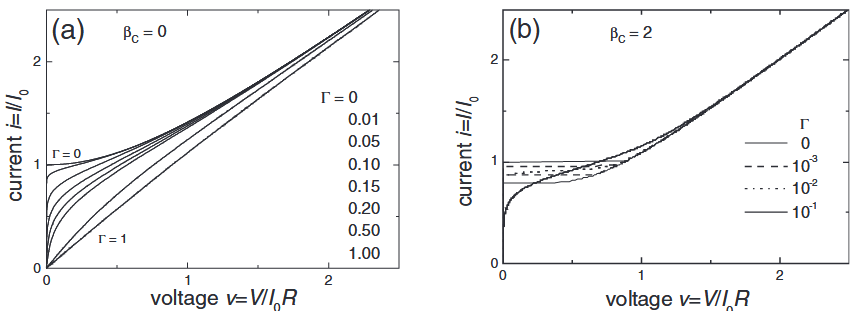 (a)
β_C = 0
current i=I/I_0
2
1
0
Γ = 0
Γ = 1
Γ = 0
0.01
0.05
0.10
0.15
0.20
0.50
1.00
0 1 2
voltage v=V/I_0R
(b)
β_C = 2
current i=I/I_0
2
1
0
Γ
0
10^-3
10^-2
10^-1
0 1 2
voltage v=V/I_0R